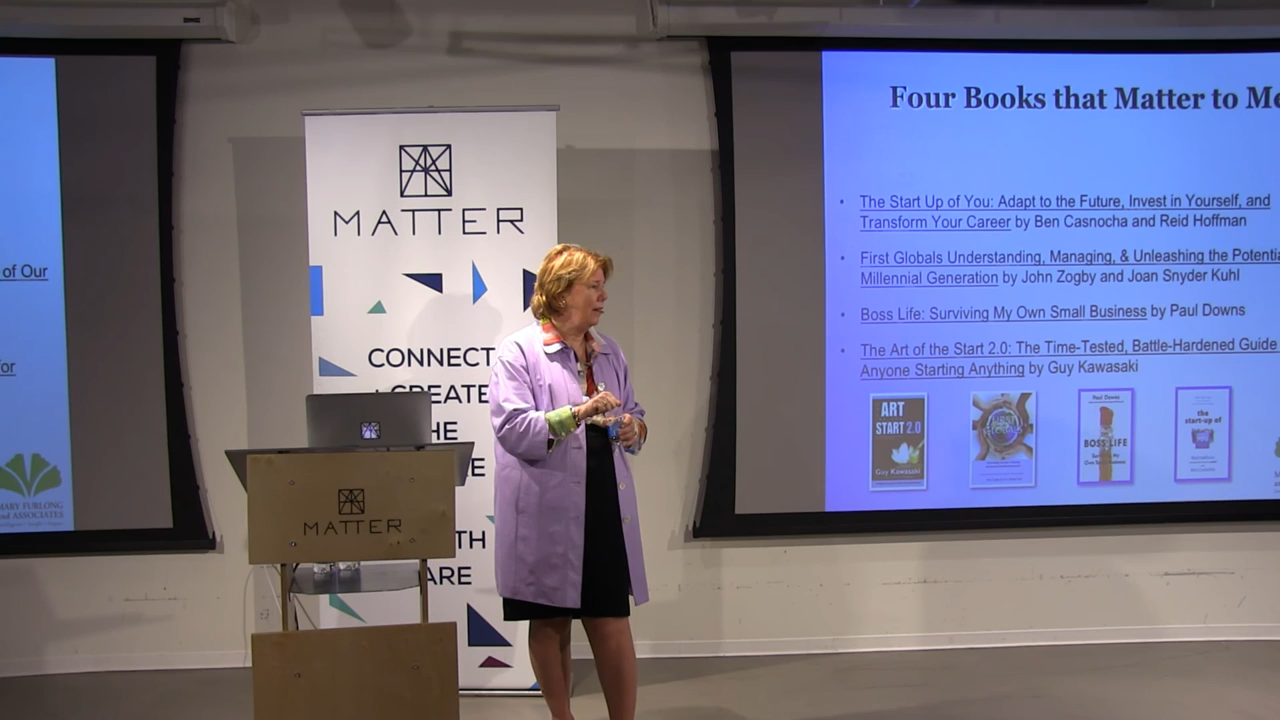 of Our
for
MARY FURLONG
and ASSOCIATES
MATTER
CONNECT
CREATE
HE
E
TH
ARE
MATTER
Four Books that Matter to Me
• The Start Up of You: Adapt to the Future, Invest in Yourself, and
Transform Your Career by Ben Casnocha and Reid Hoffman
• First Globals Understanding, Managing, & Unleashing the Potentia
Millennial Generation by John Zogby and Joan Snyder Kuhl
• Boss Life: Surviving My Own Small Business by Paul Downs
• The Art of the Start 2.0: The Time-Tested, Battle-Hardened Guide
Anyone Starting Anything by Guy Kawasaki
ART
START 2.0
Guy Kawasaki
Paul Downs
BOSS LIFE
the
start-up of